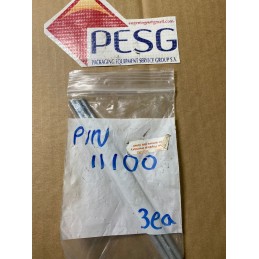 PESG
PACKAGING EQUIPMENT SERVICE GROUP S.A
P/N
11100
3ea